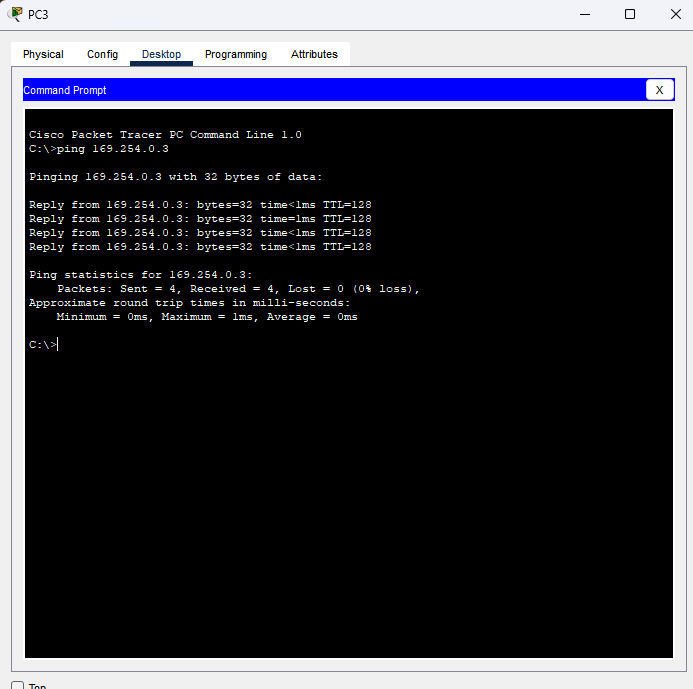 PC3
Physical Config Desktop Programming Attributes
Command Prompt X
Cisco Packet Tracer PC Command Line 1.0
C:\>ping 169.254.0.3
Pinging 169.254.0.3 with 32 bytes of data:
Reply from 169.254.0.3: bytes=32 time<1ms TTL=128
Reply from 169.254.0.3: bytes=32 time=1ms TTL=128
Reply from 169.254.0.3: bytes=32 time<1ms TTL=128
Reply from 169.254.0.3: bytes=32 time<1ms TTL=128
Ping statistics for 169.254.0.3:
Packets: Sent = 4, Received = 4, Lost = 0 (0% loss),
Approximate round trip times in milli-seconds:
Minimum = 0ms, Maximum = 1ms, Average = 0ms
C:\>
Top